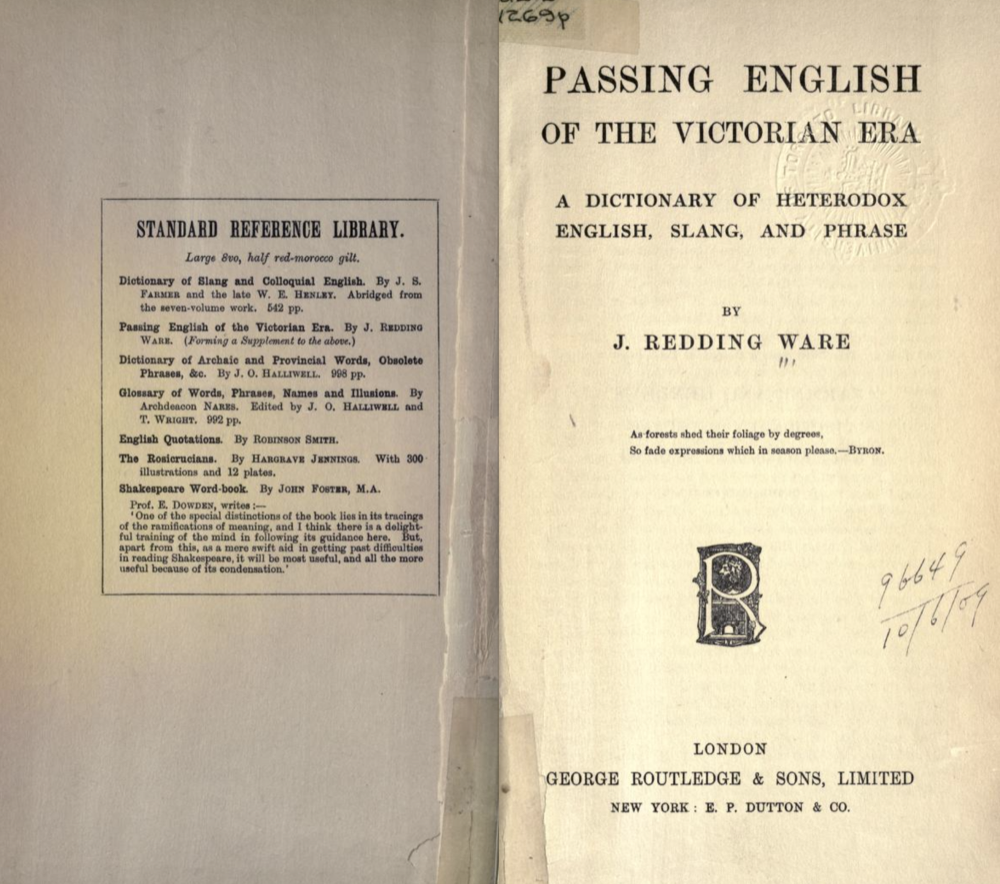 STANDARD REFERENCE LIBRARY.
Large 8vo, half red-morocco gilt.
Dictionary of Slang and Colloquial English. By J. S.
FARMER and the late W. E. HENLEY. Abridged from
the seven-volume work. 542 pp.
Passing English of the Victorian Era. By J. REDDING
WARE. (Forming a Supplement to the above.)
Dictionary of Archaic and Provincial Words, Obsolete
Phrases, &c. By J. O. HALLIWELL. 998 pp.
Glossary of Words, Phrases, Names and Illusions. By
Archdeacon NARES. Edited by J. O. HALLIWELL and
T. WRIGHT. 992 pp.
English Quotations. By ROBINSON SMITH.
The Rosicrucians. By HARGRAVE JENNINGS. With 300
illustrations and 12 plates.
Shakespeare Word-book. By JOHN FOSTER, M.A.
Prof. E. DOWDEN, writes :—
'One of the special distinctions of the book lies in its tracings
of the ramifications of meaning, and I think there is a delight-
ful training of the mind in following its guidance here. But,
apart from this, as a mere swift aid in getting past difficulties
in reading Shakespeare, it will be most useful, and all the more
useful because of its condensation.'
1269p
PASSING ENGLISH
OF THE VICTORIAN ERA
A DICTIONARY OF HETERODOX
ENGLISH, SLANG, AND PHRASE
BY
J. REDDING WARE
As forests shed their foliage by degrees,
So fade expressions which in season please.—BYRON.
R
96649
10/6/09
LONDON
GEORGE ROUTLEDGE & SONS, LIMITED
NEW YORK : E. P. DUTTON & CO.